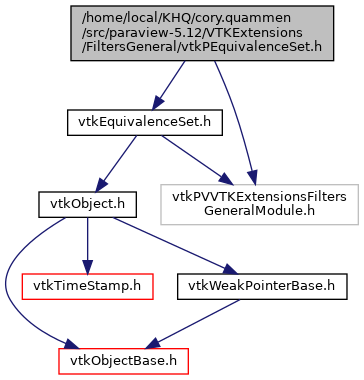 /home/local/KHQ/cory.quammen
/src/paraview-5.12/VTKExtensions
/FiltersGeneral/vtkPEquivalenceSet.h
vtkEquivalenceSet.h
vtkObject.h
vtkPVVTKExtensionsFilters
GeneralModule.h
vtkTimeStamp.h
vtkWeakPointerBase.h
vtkObjectBase.h